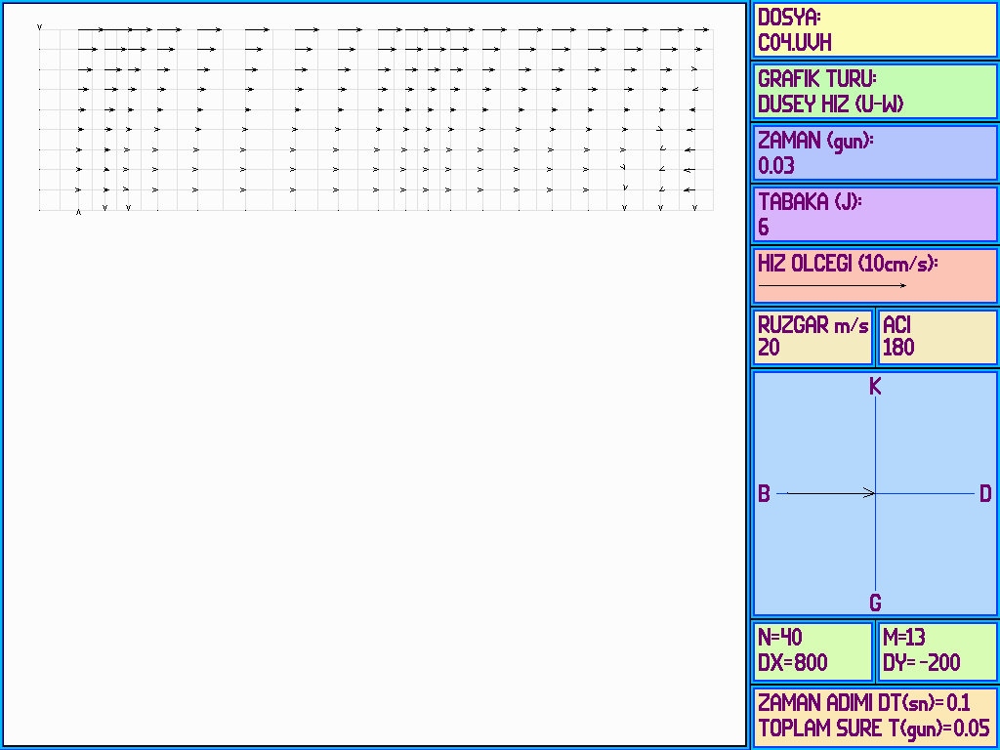 DOSYA:
C04.UVH
GRAFIK TURU:
DUSEY HIZ (U-W)
ZAMAN (gun):
0.03
TABAKA (J):
6
HIZ OLCEGI (10cm/s):
RUZGAR m/s
20
ACI
180
K
B
D
G
N=40
DX=800
M=13
DY=-200
ZAMAN ADIMI DT(sn)=0.1
TOPLAM SURE T(gun)=0.05